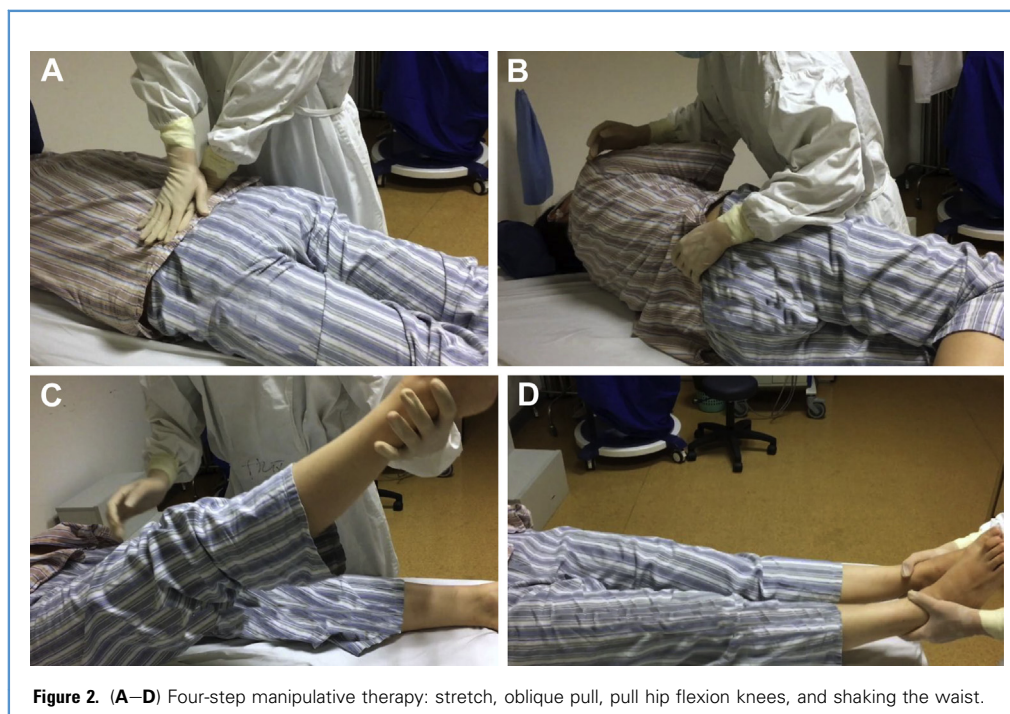 A
B
C
D
Figure 2. (A–D) Four-step manipulative therapy: stretch, oblique pull, pull hip flexion knees, and shaking the waist.